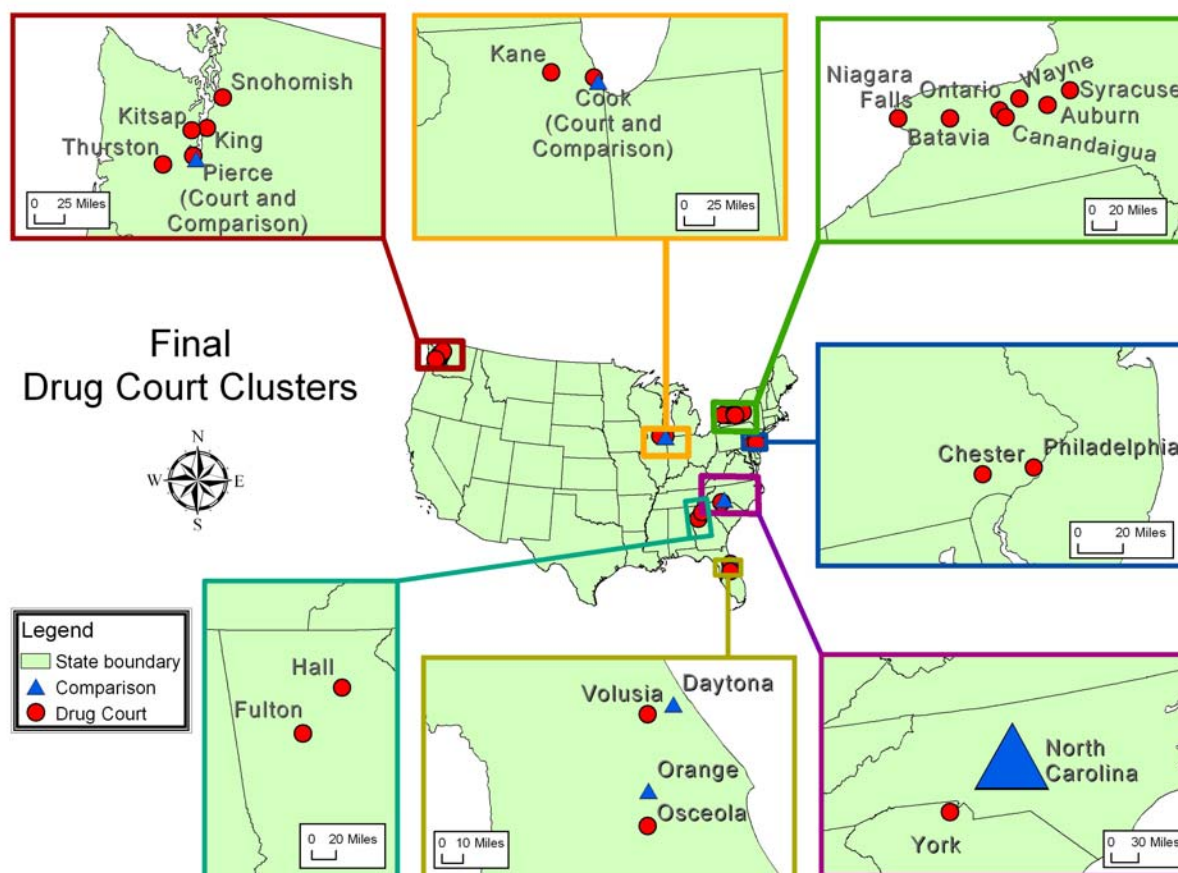 Snohomish
Kitsap
King
Thurston
Pierce
(Court and
Comparison)
0 25 Miles
Kane
Cook
(Court and
Comparison)
0 25 Miles
Niagara
Falls
Ontario
Wayne
Syracuse
Auburn
Batavia
Canandaigua
0 20 Miles
Final
Drug Court Clusters
N
W E
S
Chester
Philadelphia
0 20 Miles
Legend
State boundary
Comparison
Drug Court
Hall
Fulton
0 20 Miles
Volusia
Daytona
Orange
Osceola
0 10 Miles
North
Carolina
York
0 30 Miles